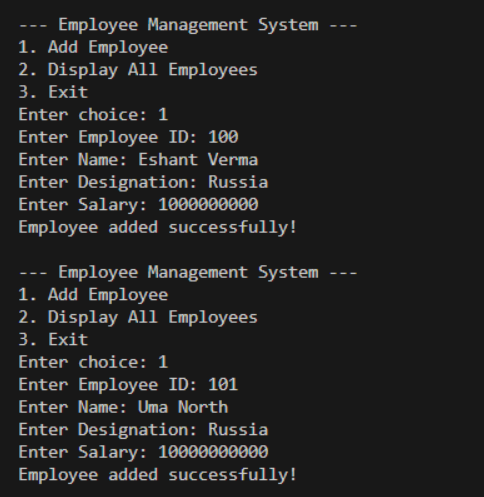 --- Employee Management System ---
1. Add Employee
2. Display All Employees
3. Exit
Enter choice: 1
Enter Employee ID: 100
Enter Name: Eshant Verma
Enter Designation: Russia
Enter Salary: 1000000000
Employee added successfully!
--- Employee Management System ---
1. Add Employee
2. Display All Employees
3. Exit
Enter choice: 1
Enter Employee ID: 101
Enter Name: Uma North
Enter Designation: Russia
Enter Salary: 10000000000
Employee added successfully!